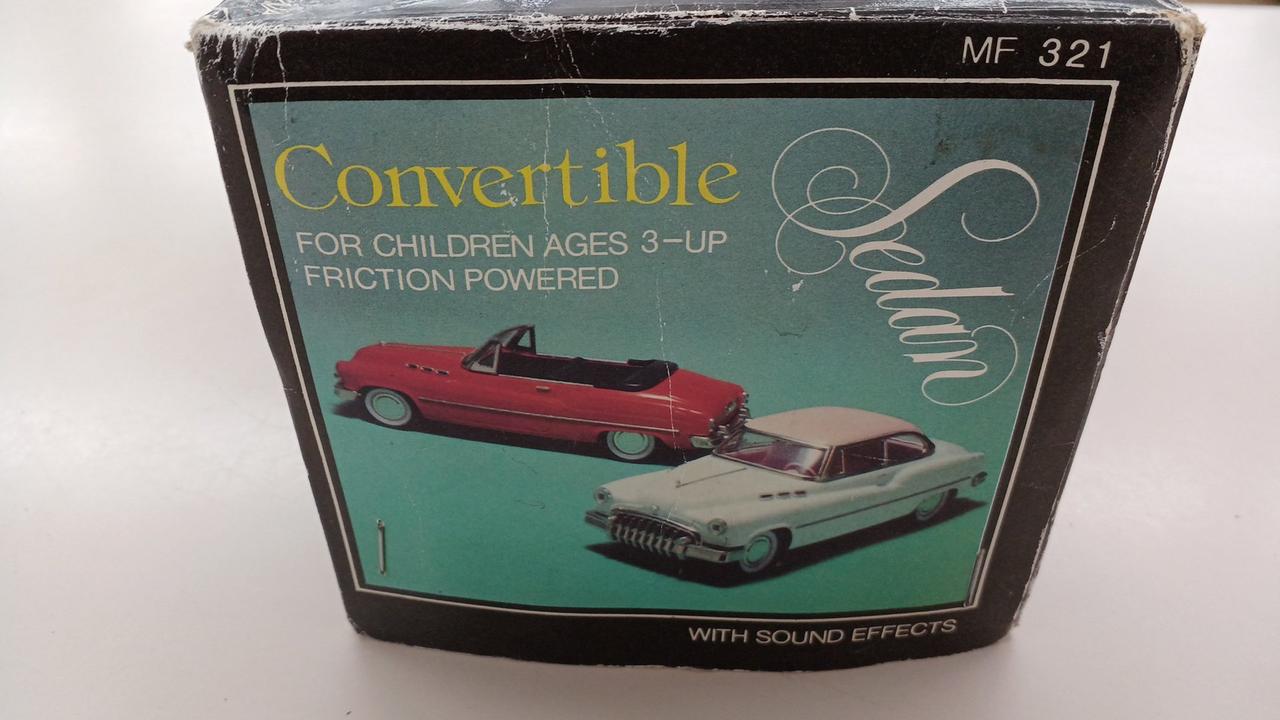 MF 321
Convertible
FOR CHILDREN AGES 3-UP
FRICTION POWERED
Sedan
WITH SOUND EFFECTS